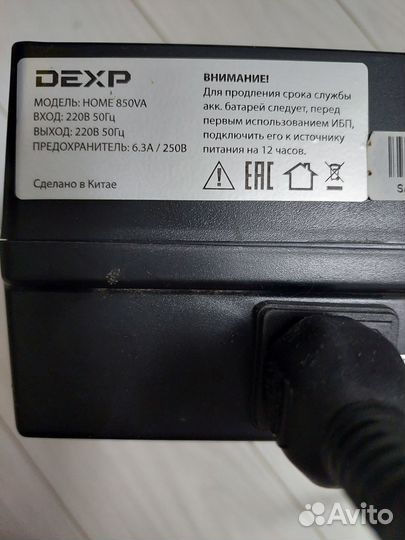 DEXP
МОДЕЛЬ: HOME 850VA
ВХОД: 220В 50Гц
ВЫХОД: 220В 50Гц
ПРЕДОХРАНИТЕЛЬ: 6.3A / 250В
Сделано в Китае
ВНИМАНИЕ!
Для продления срока службы
акк. батарей следует, перед
первым использованием ИБП,
подключить его к источнику
питания на 12 часов.
EAC
Avito